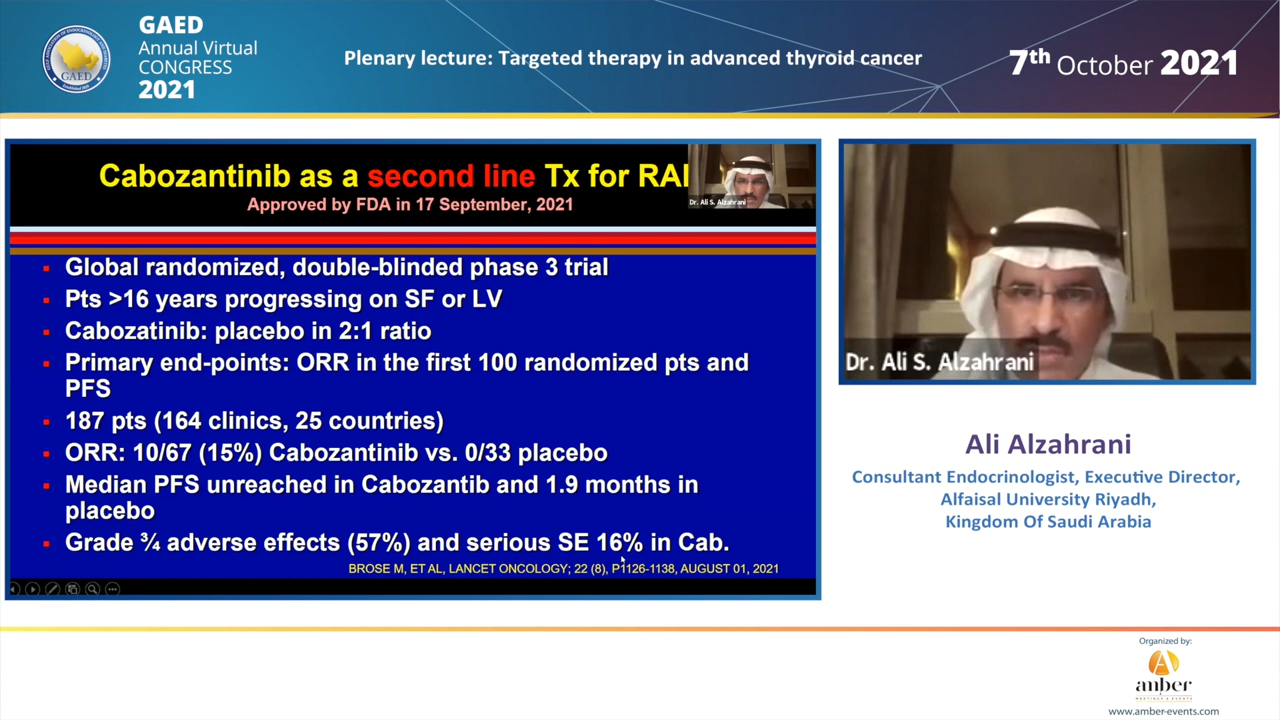 GAED
Annual Virtual
CONGRESS
2021
GAED
Plenary lecture: Targeted therapy in advanced thyroid cancer
7th October 2021
Cabozantinib as a second line Tx for RAI
Approved by FDA in 17 September, 2021
Dr. Ali S. Alzahrani
Global randomized, double-blinded phase 3 trial
Pts >16 years progressing on SF or LV
Cabozatinib: placebo in 2:1 ratio
Primary end-points: ORR in the first 100 randomized pts and
PFS
187 pts (164 clinics, 25 countries)
ORR: 10/67 (15%) Cabozantinib vs. 0/33 placebo
Median PFS unreached in Cabozantib and 1.9 months in
placebo
Grade ¾ adverse effects (57%) and serious SE 16% in Cab.
BROSE M, ET AL, LANCET ONCOLOGY; 22 (8), P1126-1138, AUGUST 01, 2021
Dr. Ali S. Alzahrani
Ali Alzahrani
Consultant Endocrinologist, Executive Director,
Alfaisal University Riyadh,
Kingdom Of Saudi Arabia
Organized by:
anber
MEETINGS & EVENTS
www.amber-events.com